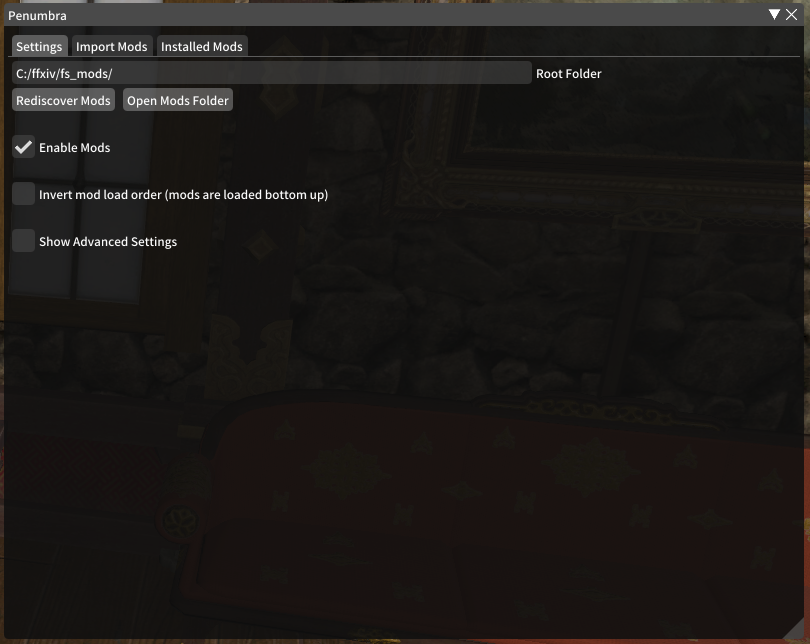 Penumbra
Settings Import Mods Installed Mods
C:/ffxiv/fs_mods/ Root Folder
Rediscover Mods Open Mods Folder
Enable Mods
Invert mod load order (mods are loaded bottom up)
Show Advanced Settings